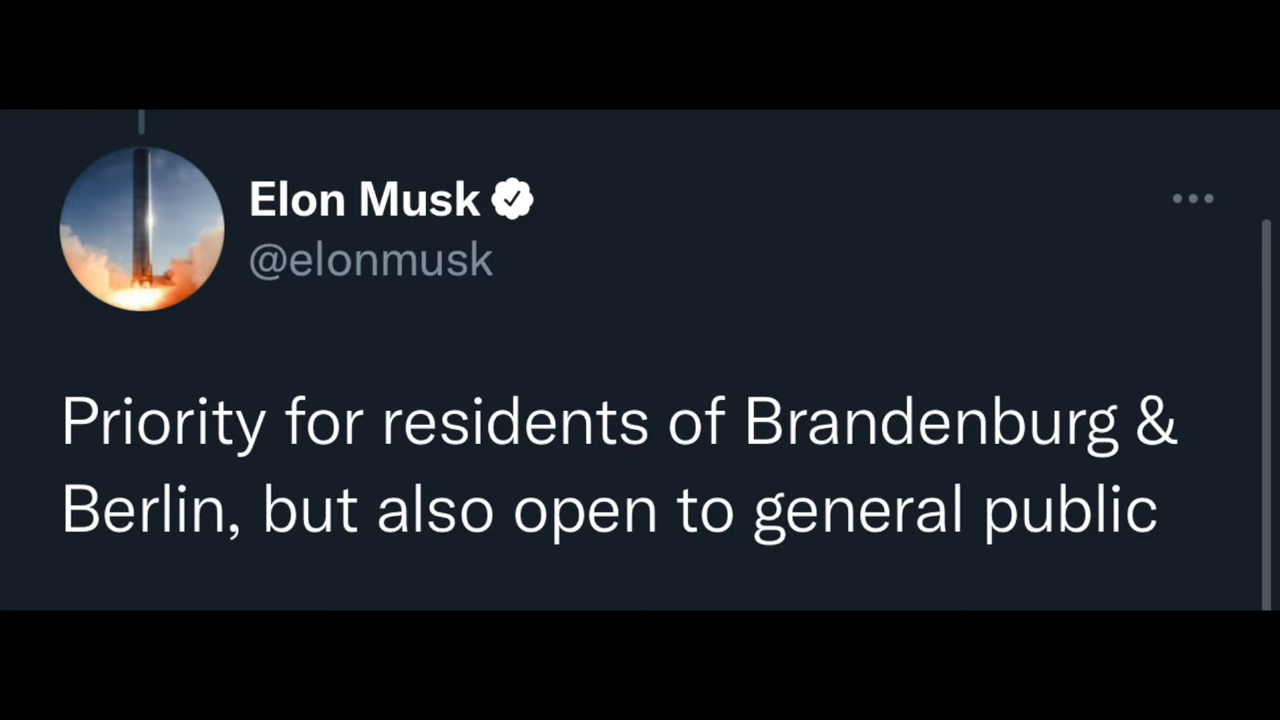 Elon Musk
@elonmusk
Priority for residents of Brandenburg &
Berlin, but also open to general public